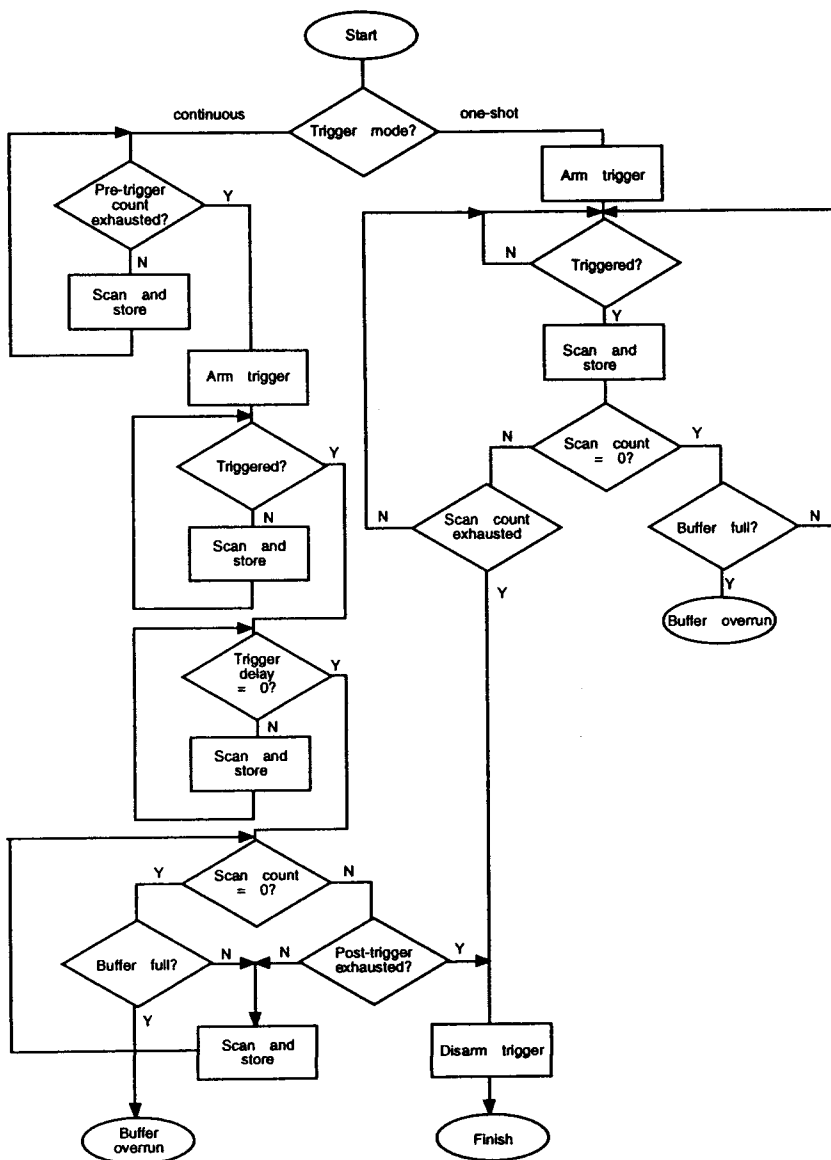 Start
continuous
Trigger mode?
one-shot
Arm trigger
Pre-trigger
count
exhausted?
Y
N
Scan and
store
Triggered?
N
Y
Scan and
store
Arm trigger
Triggered?
Y
N
Scan and
store
N
Scan count
= 0?
Y
N
Scan count
exhausted
Y
Buffer full?
N
Y
Buffer overrun
Trigger
delay
= 0?
Y
N
Scan and
store
Y
Scan count
= 0?
N
Buffer full?
N
Y
N
Post-trigger
exhausted?
Y
Scan and
store
Disarm trigger
Buffer
overrun
Finish